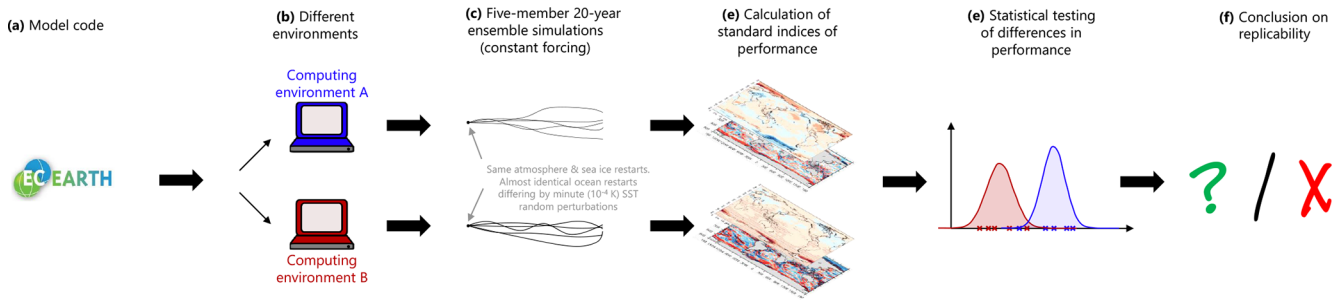 (a) Model code
(b) Different
environments
(c) Five-member 20-year
ensemble simulations
(constant forcing)
(e) Calculation of
standard indices of
performance
(e) Statistical testing
of differences in
performance
(f) Conclusion on
replicability
Computing
environment A
EC EARTH
Same atmosphere & sea ice restarts.
Almost identical ocean restarts
differing by minute (10⁻⁴ K) SST
random perturbations
Computing
environment B
? / X